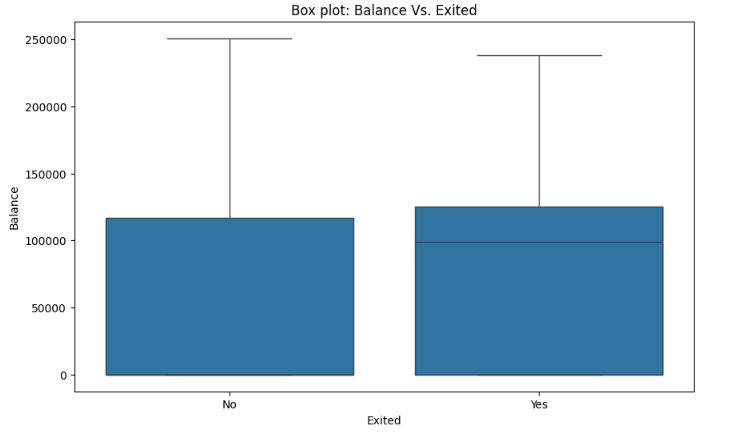 Box plot: Balance Vs. Exited
250000
200000
150000
100000
50000
0
Balance
No
Yes
Exited